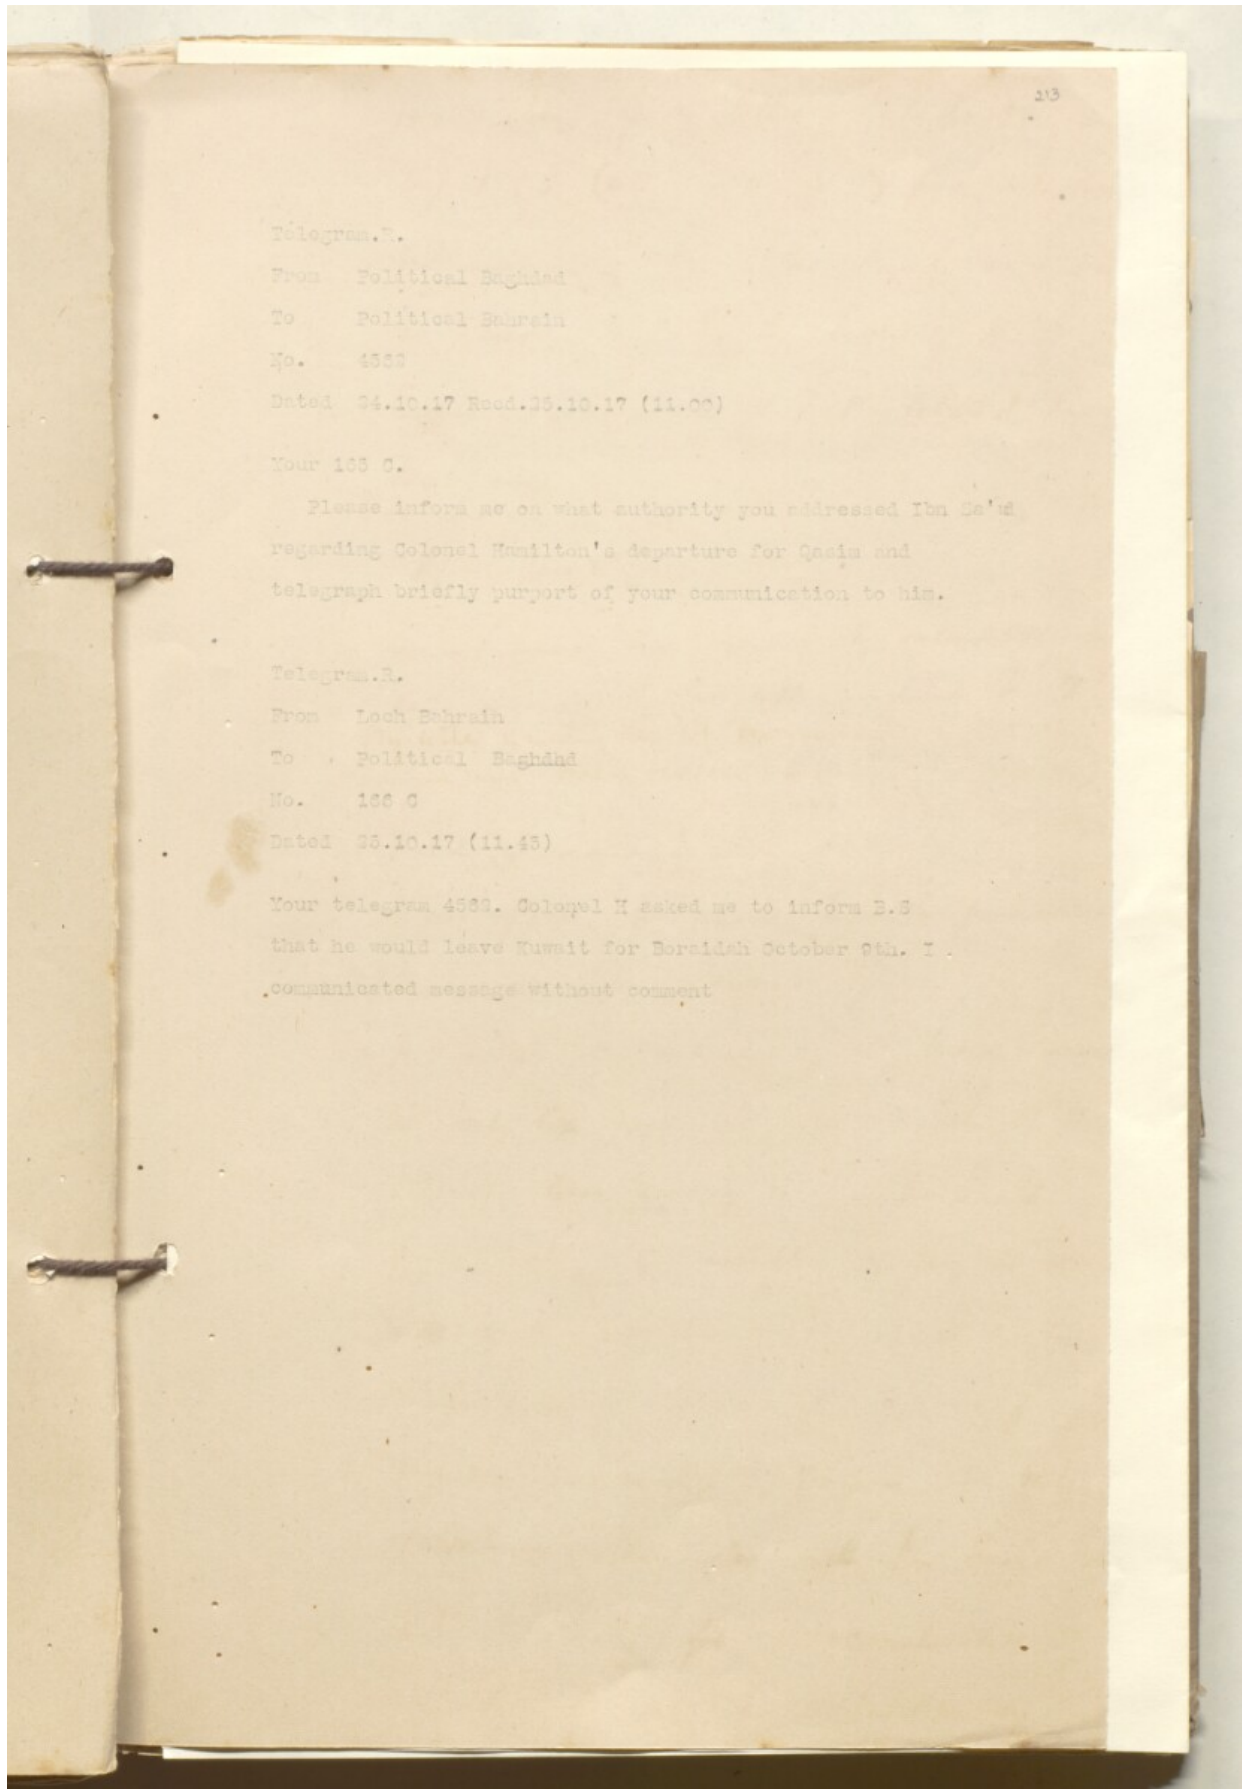 213
Telegram.R.
From Political Baghdad
To Political Bahrain
No. 4562
Dated 24.10.17 Recd.25.10.17 (11.00)
Your 165 C.
Please inform me on what authority you addressed Ibn Sa'ud
regarding Colonel Hamilton's departure for Qasim and
telegraph briefly purport of your communication to him.
Telegram.R.
From Loch Bahrain
To Political Baghdhd
No. 166 C
Dated 25.10.17 (11.45)
Your telegram 4562. Colonel H asked me to inform B.S
that he would leave Kuwait for Boraidah October 9th. I
communicated message without comment